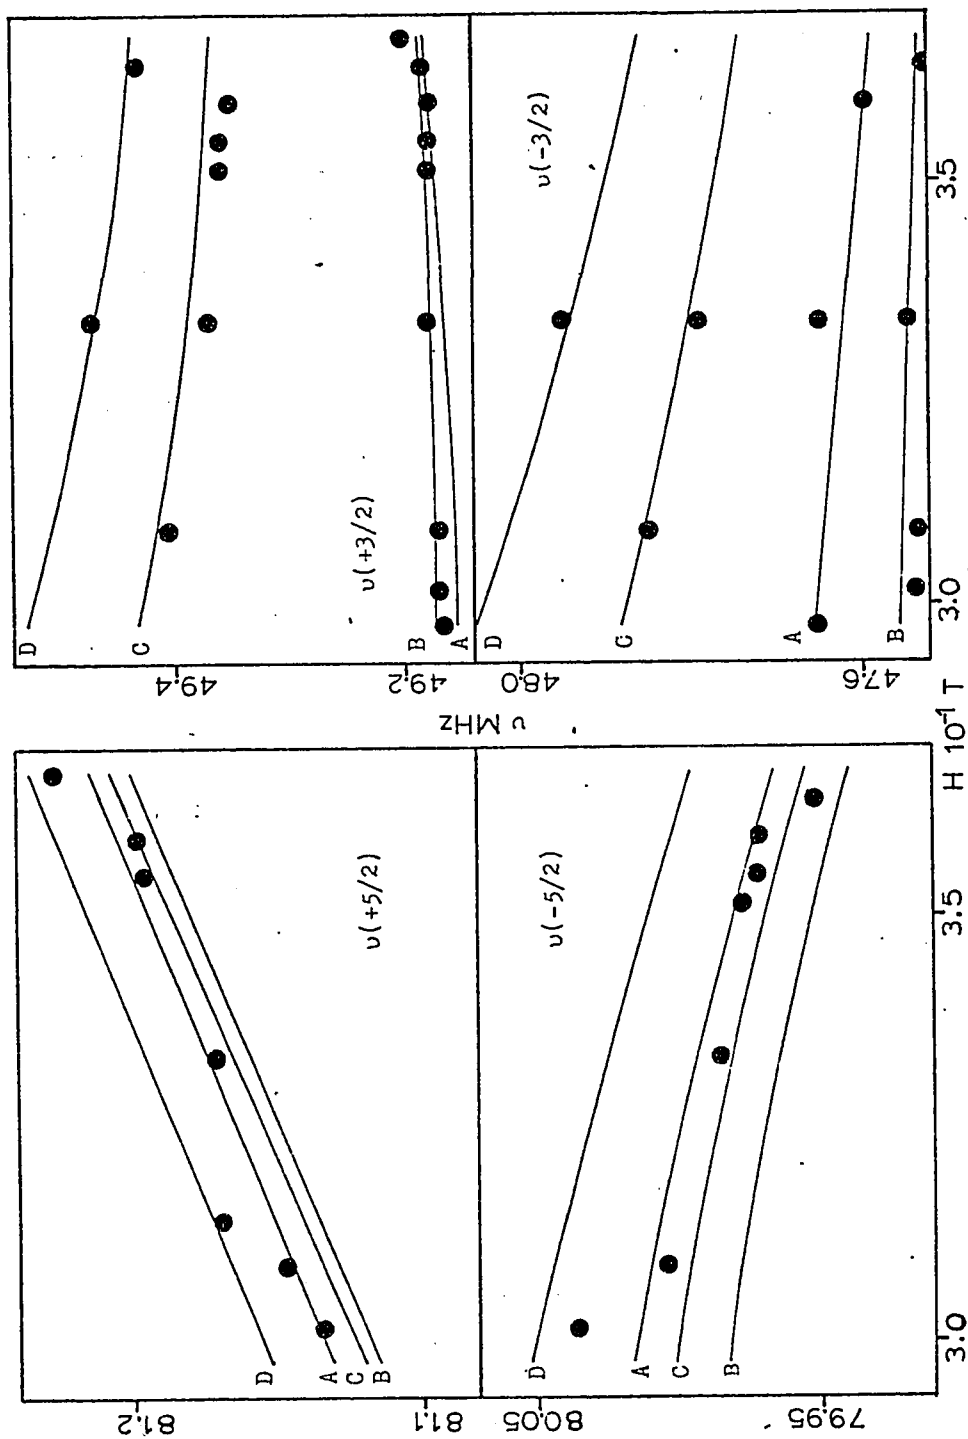 D
C
B
A
υ(+3/2)
49.4
49.2
D
C
A
B
υ(-3/2)
48.0
47.6
3.0
3.5
υ MHz
H 10⁻¹ T
D
A
C
B
υ(+5/2)
81.2
81.1
D
A
C
B
υ(-5/2)
80.05
79.95
3.0
3.5